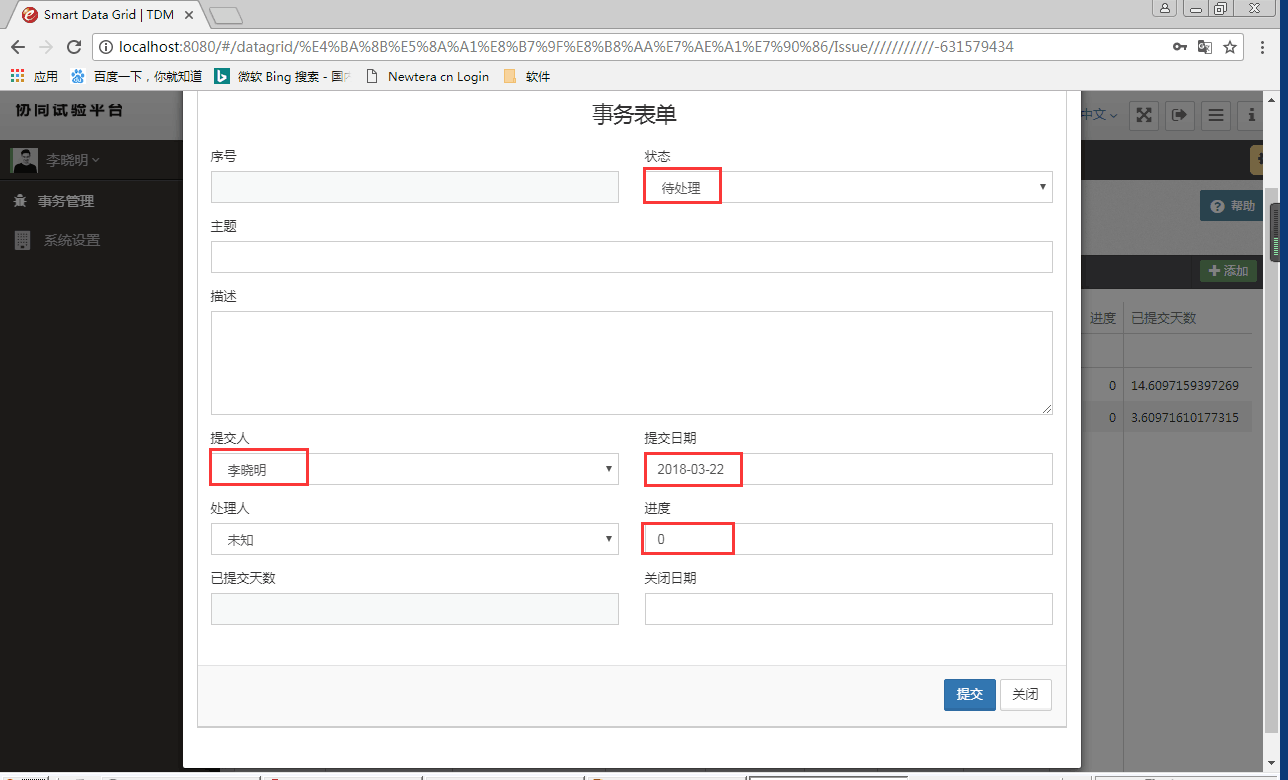 Smart Data Grid | TDM
localhost:8080/#/datagrid/%E4%BA%8B%E5%8A%A1%E8%B7%9F%E8%B8%AA%E7%AE%A1%E7%90%86/Issue///////////-631579434
应用 百度一下，你就知道 微软 Bing 搜索 - 国 Newtera cn Login 软件
协同试验平台
中文
李晓明
事务管理
系统设置
帮助
添加
进度 已提交天数
0 14.6097159397269
0 3.60971610177315
事务表单
序号 状态
待处理
主题
描述
提交人 提交日期
李晓明 2018-03-22
处理人 进度
未知 0
已提交天数 关闭日期
提交 关闭